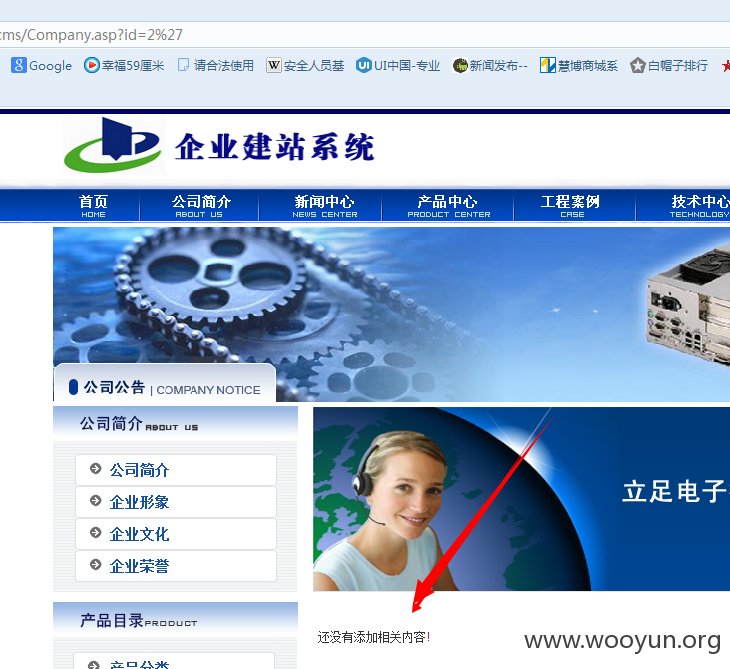 cms/Company.asp?id=2%27
Google 幸福59厘米 请合法使用 安全人员基 UI中国-专业 新闻发布-- 慧博商城系 白帽子排行
企业建站系统
首页 公司简介 新闻中心 产品中心 工程案例 技术中心
HOME ABOUT US NEWS CENTER PRODUCT CENTER CASE TECHNOLOGY
公司公告 | COMPANY NOTICE
公司简介 ABOUT US
公司简介
企业形象
企业文化
企业荣誉
立足电子
产品目录 PRODUCT
还没有添加相关内容!
www.wooyun.org
产品分类